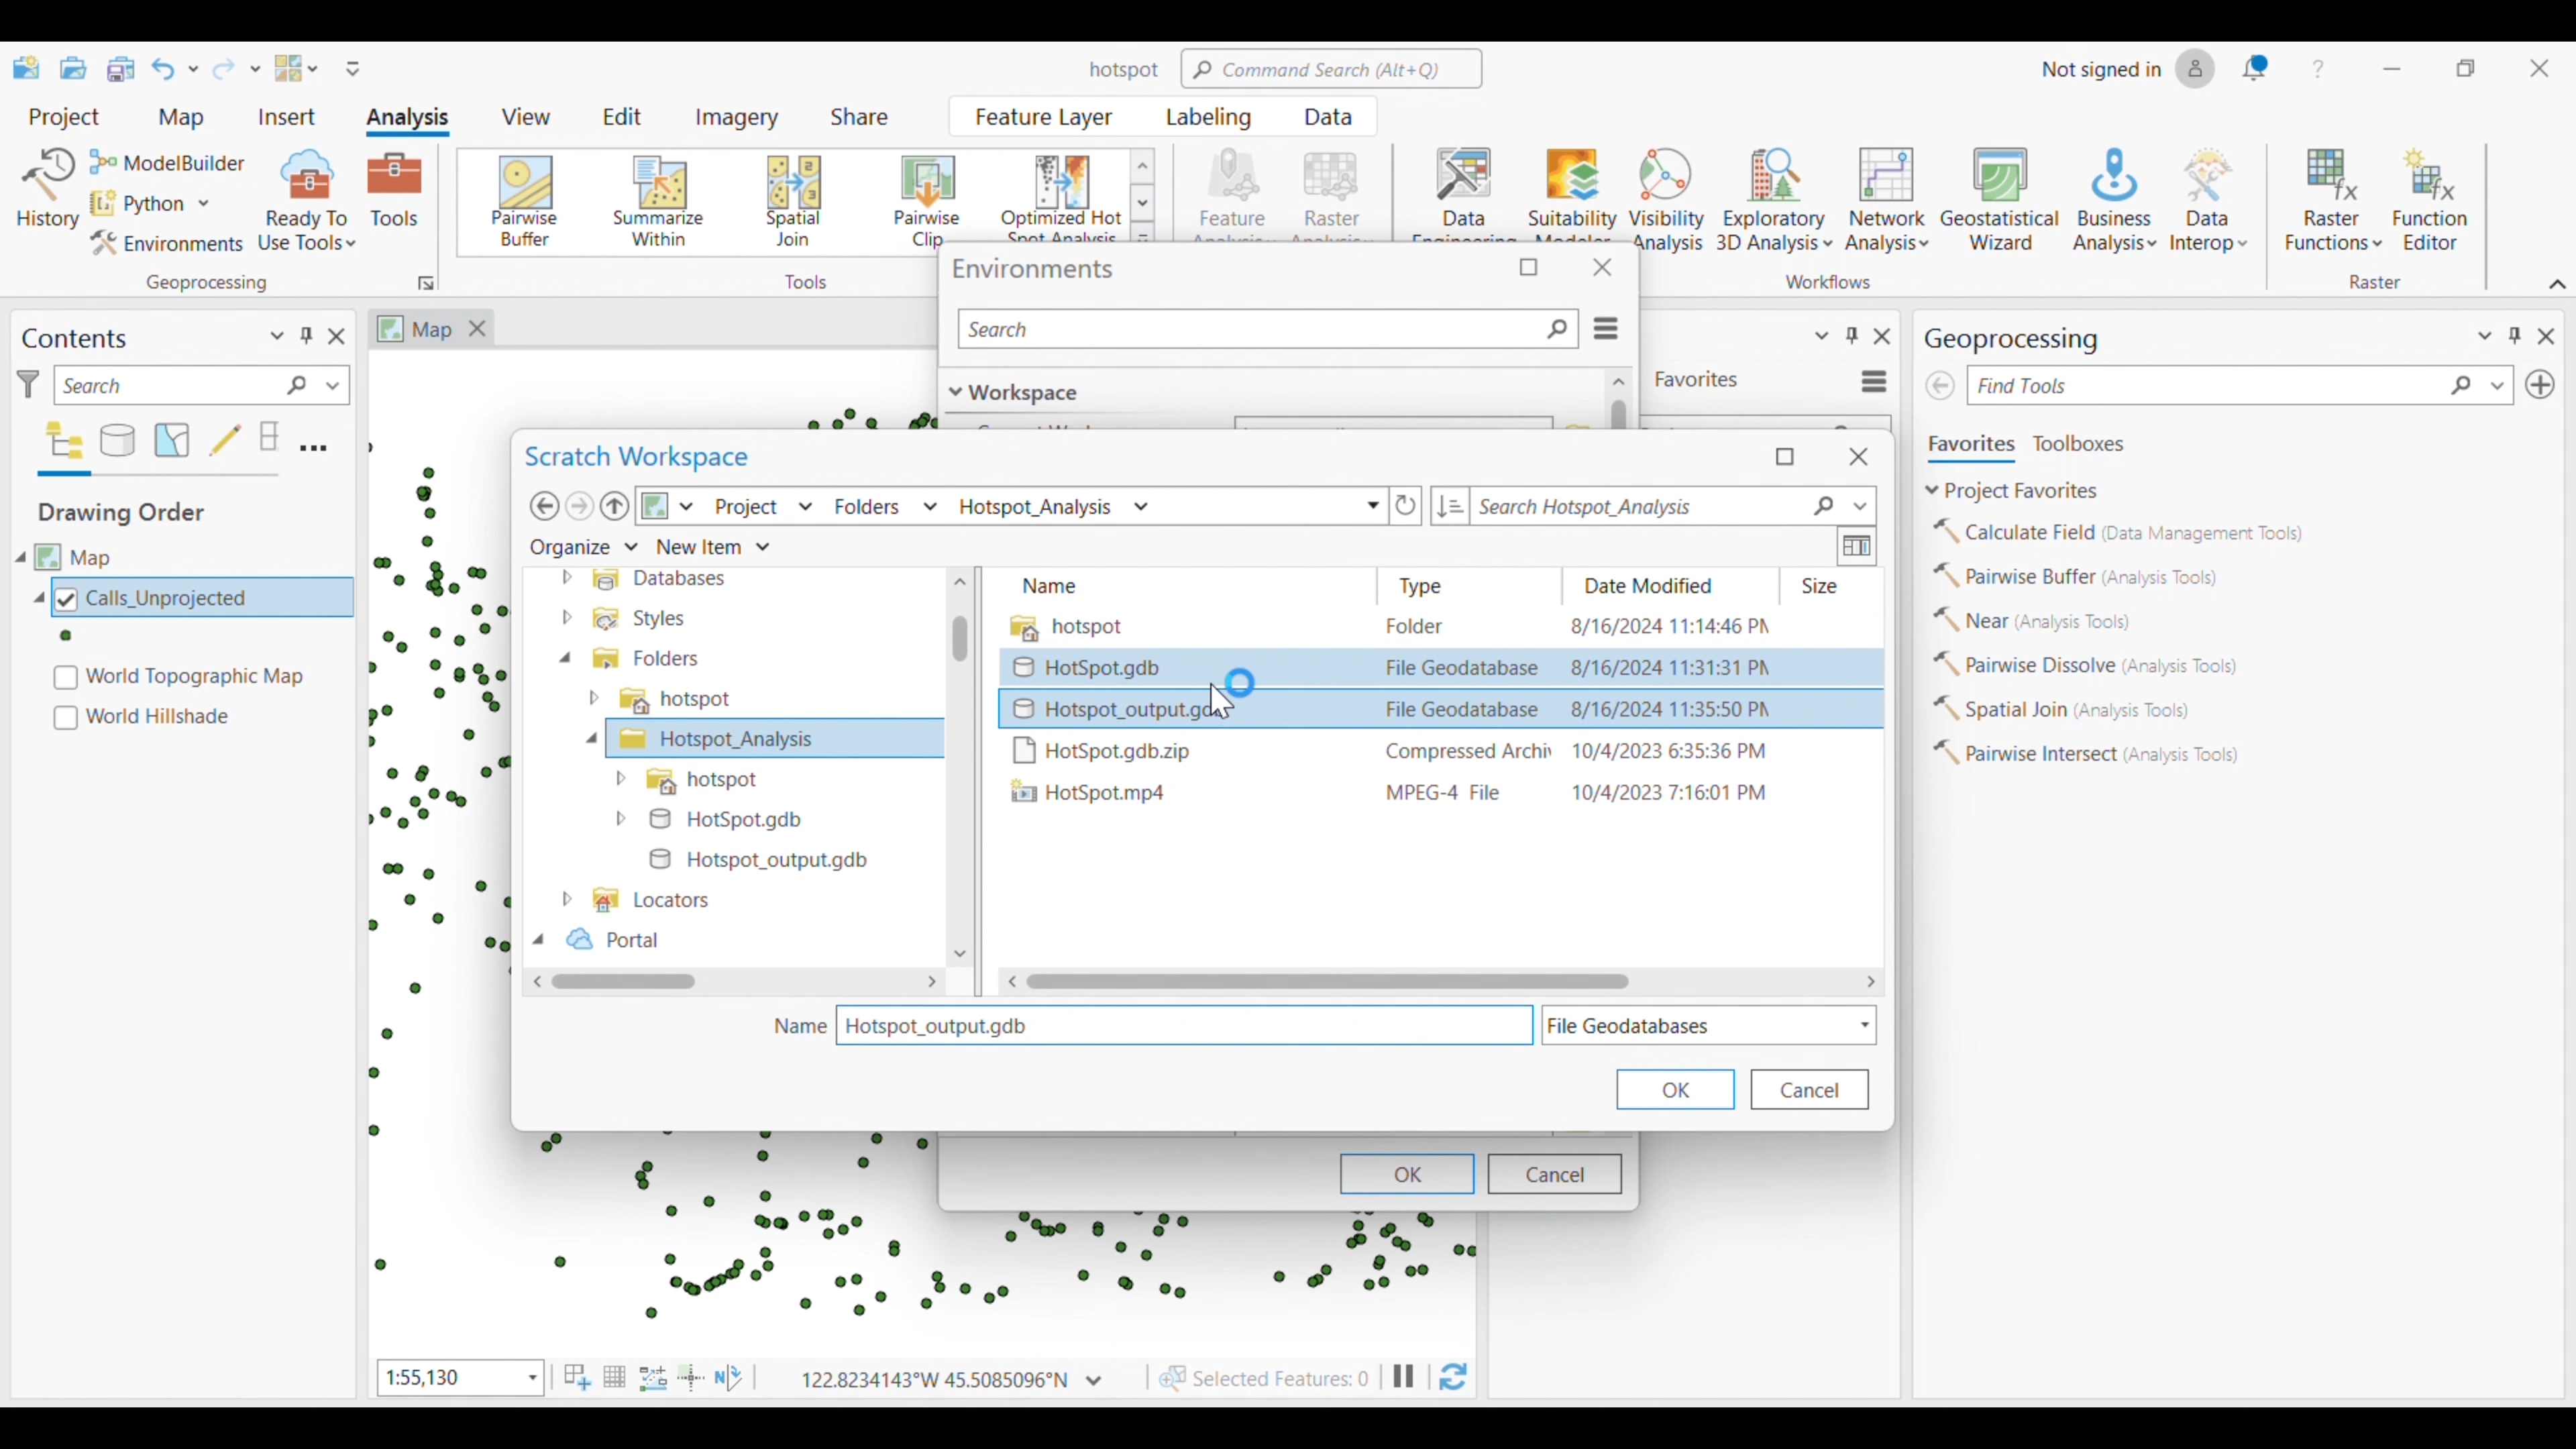 hotspot
Command Search (Alt+Q)
Not signed in
?
Project
Map
Insert
Analysis
View
Edit
Imagery
Share
Feature Layer
Labeling
Data
History
ModelBuilder
Python
Environments
Ready To
Use Tools
Tools
Geoprocessing
Pairwise
Buffer
Summarize
Within
Spatial
Join
Pairwise
Clip
Optimized Hot
Spot Analysis
Tools
Feature
Analysis
Raster
Analysis
Data
Engineering
Suitability
Modeler
Visibility
Analysis
Exploratory
3D Analysis
Network
Analysis
Geostatistical
Wizard
Business
Analysis
Data
Interop
Workflows
Raster
Functions
Function
Editor
Raster
Contents
Search
Drawing Order
Map
Calls_Unprojected
World Topographic Map
World Hillshade
Map
Environments
Search
Workspace
Favorites
Scratch Workspace
Project
Folders
Hotspot_Analysis
Search Hotspot_Analysis
Organize
New Item
Databases
Styles
Folders
hotspot
Hotspot_Analysis
hotspot
HotSpot.gdb
Hotspot_output.gdb
Locators
Portal
Name Type Date Modified Size
hotspot Folder 8/16/2024 11:14:46 PM
HotSpot.gdb File Geodatabase 8/16/2024 11:31:31 PM
Hotspot_output.gdb File Geodatabase 8/16/2024 11:35:50 PM
HotSpot.gdb.zip Compressed Archiv 10/4/2023 6:35:36 PM
HotSpot.mp4 MPEG-4 File 10/4/2023 7:16:01 PM
Name Hotspot_output.gdb File Geodatabases
OK Cancel
OK Cancel
1:55,130
122.8234143°W 45.5085096°N
Selected Features: 0
Geoprocessing
Find Tools
Favorites Toolboxes
Project Favorites
Calculate Field (Data Management Tools)
Pairwise Buffer (Analysis Tools)
Near (Analysis Tools)
Pairwise Dissolve (Analysis Tools)
Spatial Join (Analysis Tools)
Pairwise Intersect (Analysis Tools)